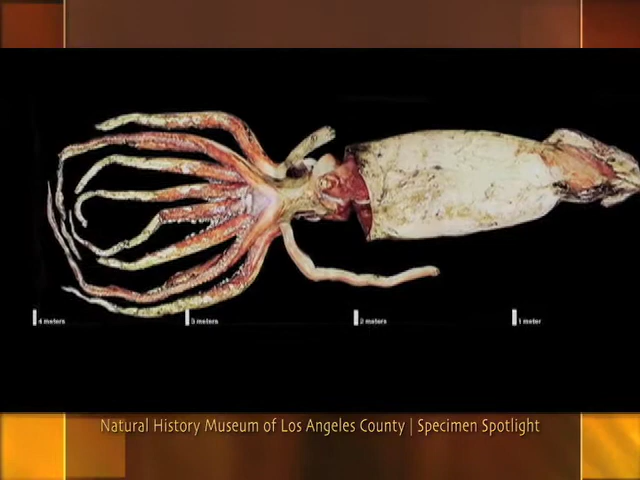 4 meters 3 meters 2 meters 1 meter
Natural History Museum of Los Angeles County | Specimen Spotlight